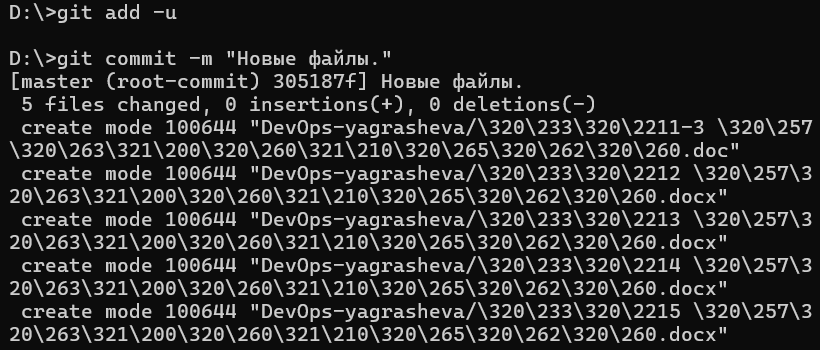 D:\>git add -u
D:\>git commit -m "Новые файлы."
[master (root-commit) 305187f] Новые файлы.
 5 files changed, 0 insertions(+), 0 deletions(-)
 create mode 100644 "DevOps-yagrasheva/\320\233\320\2211-3 \320\257
\320\263\321\200\320\260\321\210\320\265\320\262\320\260.doc"
 create mode 100644 "DevOps-yagrasheva/\320\233\320\2212 \320\257\3
20\263\321\200\320\260\321\210\320\265\320\262\320\260.docx"
 create mode 100644 "DevOps-yagrasheva/\320\233\320\2213 \320\257\3
20\263\321\200\320\260\321\210\320\265\320\262\320\260.docx"
 create mode 100644 "DevOps-yagrasheva/\320\233\320\2214 \320\257\3
20\263\321\200\320\260\321\210\320\265\320\262\320\260.docx"
 create mode 100644 "DevOps-yagrasheva/\320\233\320\2215 \320\257\3
20\263\321\200\320\260\321\210\320\265\320\262\320\260.docx"